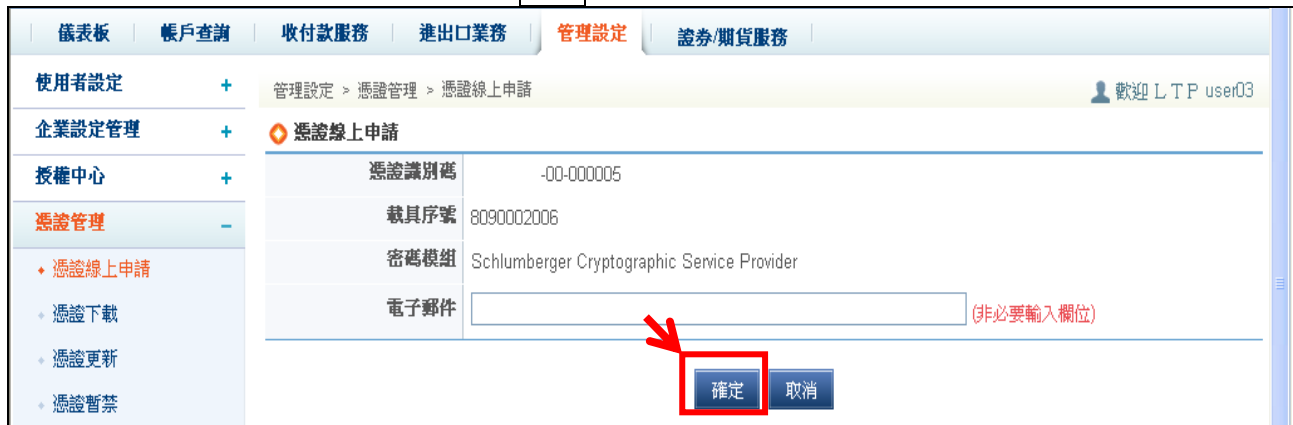 儀表板 帳戶查詢 收付款服務 進出口業務 管理設定 證券/期貨服務
使用者設定 +
管理設定 > 憑證管理 > 憑證線上申請
歡迎 L T P user03
企業設定管理 +
憑證線上申請
授權中心 +
憑證識別碼 -00-000005
憑證管理 -
載具序號 8090002006
憑證線上申請
密碼模組 Schlumberger Cryptographic Service Provider
憑證下載
電子郵件 (非必要輸入欄位)
憑證更新
確定 取消
憑證暫禁